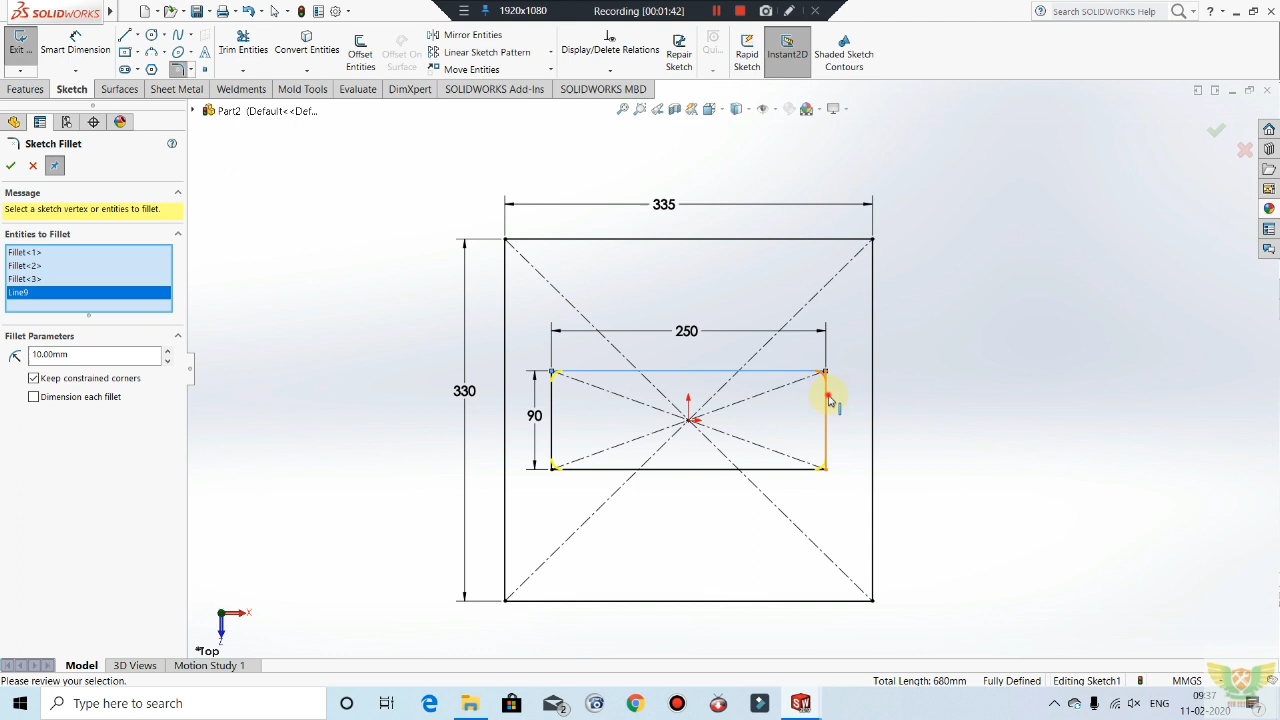 SOLIDWORKS
1920x1080
Recording [00:01:42]
Search SOLIDWORKS Help
Exit ...
Smart Dimension
Trim Entities
Convert Entities
Offset Entities
Offset On Surface
Mirror Entities
Linear Sketch Pattern
Move Entities
Display/Delete Relations
Repair Sketch
Qui...
Rapid Sketch
Instant2D
Shaded Sketch Contours
Features
Sketch
Surfaces
Sheet Metal
Weldments
Mold Tools
Evaluate
DimXpert
SOLIDWORKS Add-Ins
SOLIDWORKS MBD
Part2 (Default<<Def...
Sketch Fillet
Message
Select a sketch vertex or entities to fillet.
Entities to Fillet
Fillet<1>
Fillet<2>
Fillet<3>
Line9
Fillet Parameters
10.00mm
Keep constrained corners
Dimension each fillet
335
250
330
90
X
Z
*Top
Model
3D Views
Motion Study 1
Please review your selection.
Total Length: 680mm
Fully Defined
Editing Sketch1
MMGS
Type here to search
2
ENG
09:37
11-02-2020
7